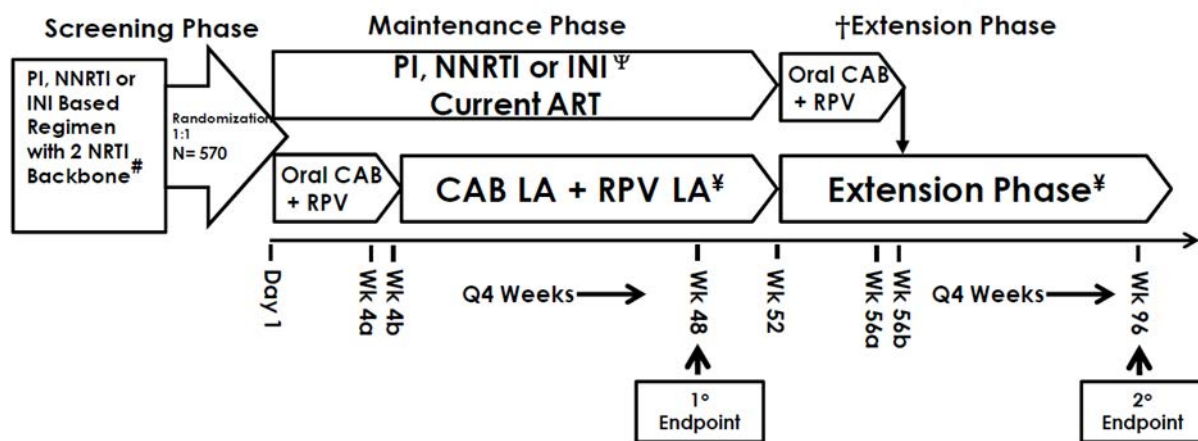 Screening Phase
Maintenance Phase
†Extension Phase
PI, NNRTI or
INI Based
Regimen
with 2 NRTI
Backbone#
Randomization
1:1
N= 570
PI, NNRTI or INI Ψ
Current ART
Oral CAB
+ RPV
Oral CAB
+ RPV
CAB LA + RPV LA¥
Extension Phase¥
Day 1
Wk 4a
Wk 4b
Q4 Weeks
Wk 48
Wk 52
Wk 56a
Wk 56b
Q4 Weeks
Wk 96
1°
Endpoint
2°
Endpoint